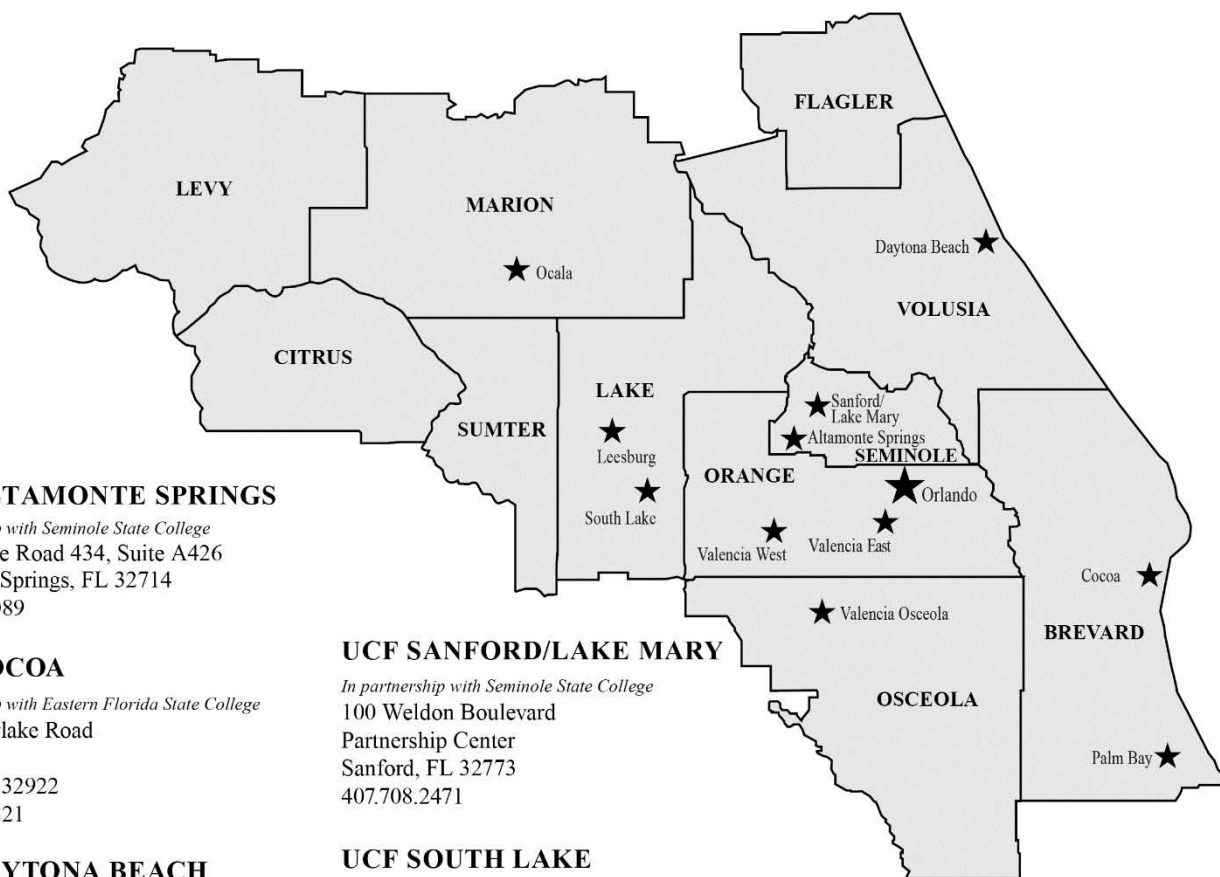 FLAGLER
LEVY
MARION
Daytona Beach
Ocala
VOLUSIA
CITRUS
LAKE
Sanford/
Lake Mary
SUMTER
Altamonte Springs
SEMINOLE
Leesburg
ORANGE
Orlando
South Lake
Valencia West
Valencia East
Cocoa
Valencia Osceola
BREVARD
OSCEOLA
Palm Bay
TAMONTE SPRINGS
with Seminole State College
Road 434, Suite A426
Springs, FL 32714
089
OCOA
with Eastern Florida State College
lake Road
32922
21
YTONA BEACH
UCF SANFORD/LAKE MARY
In partnership with Seminole State College
100 Weldon Boulevard
Partnership Center
Sanford, FL 32773
407.708.2471
UCF SOUTH LAKE